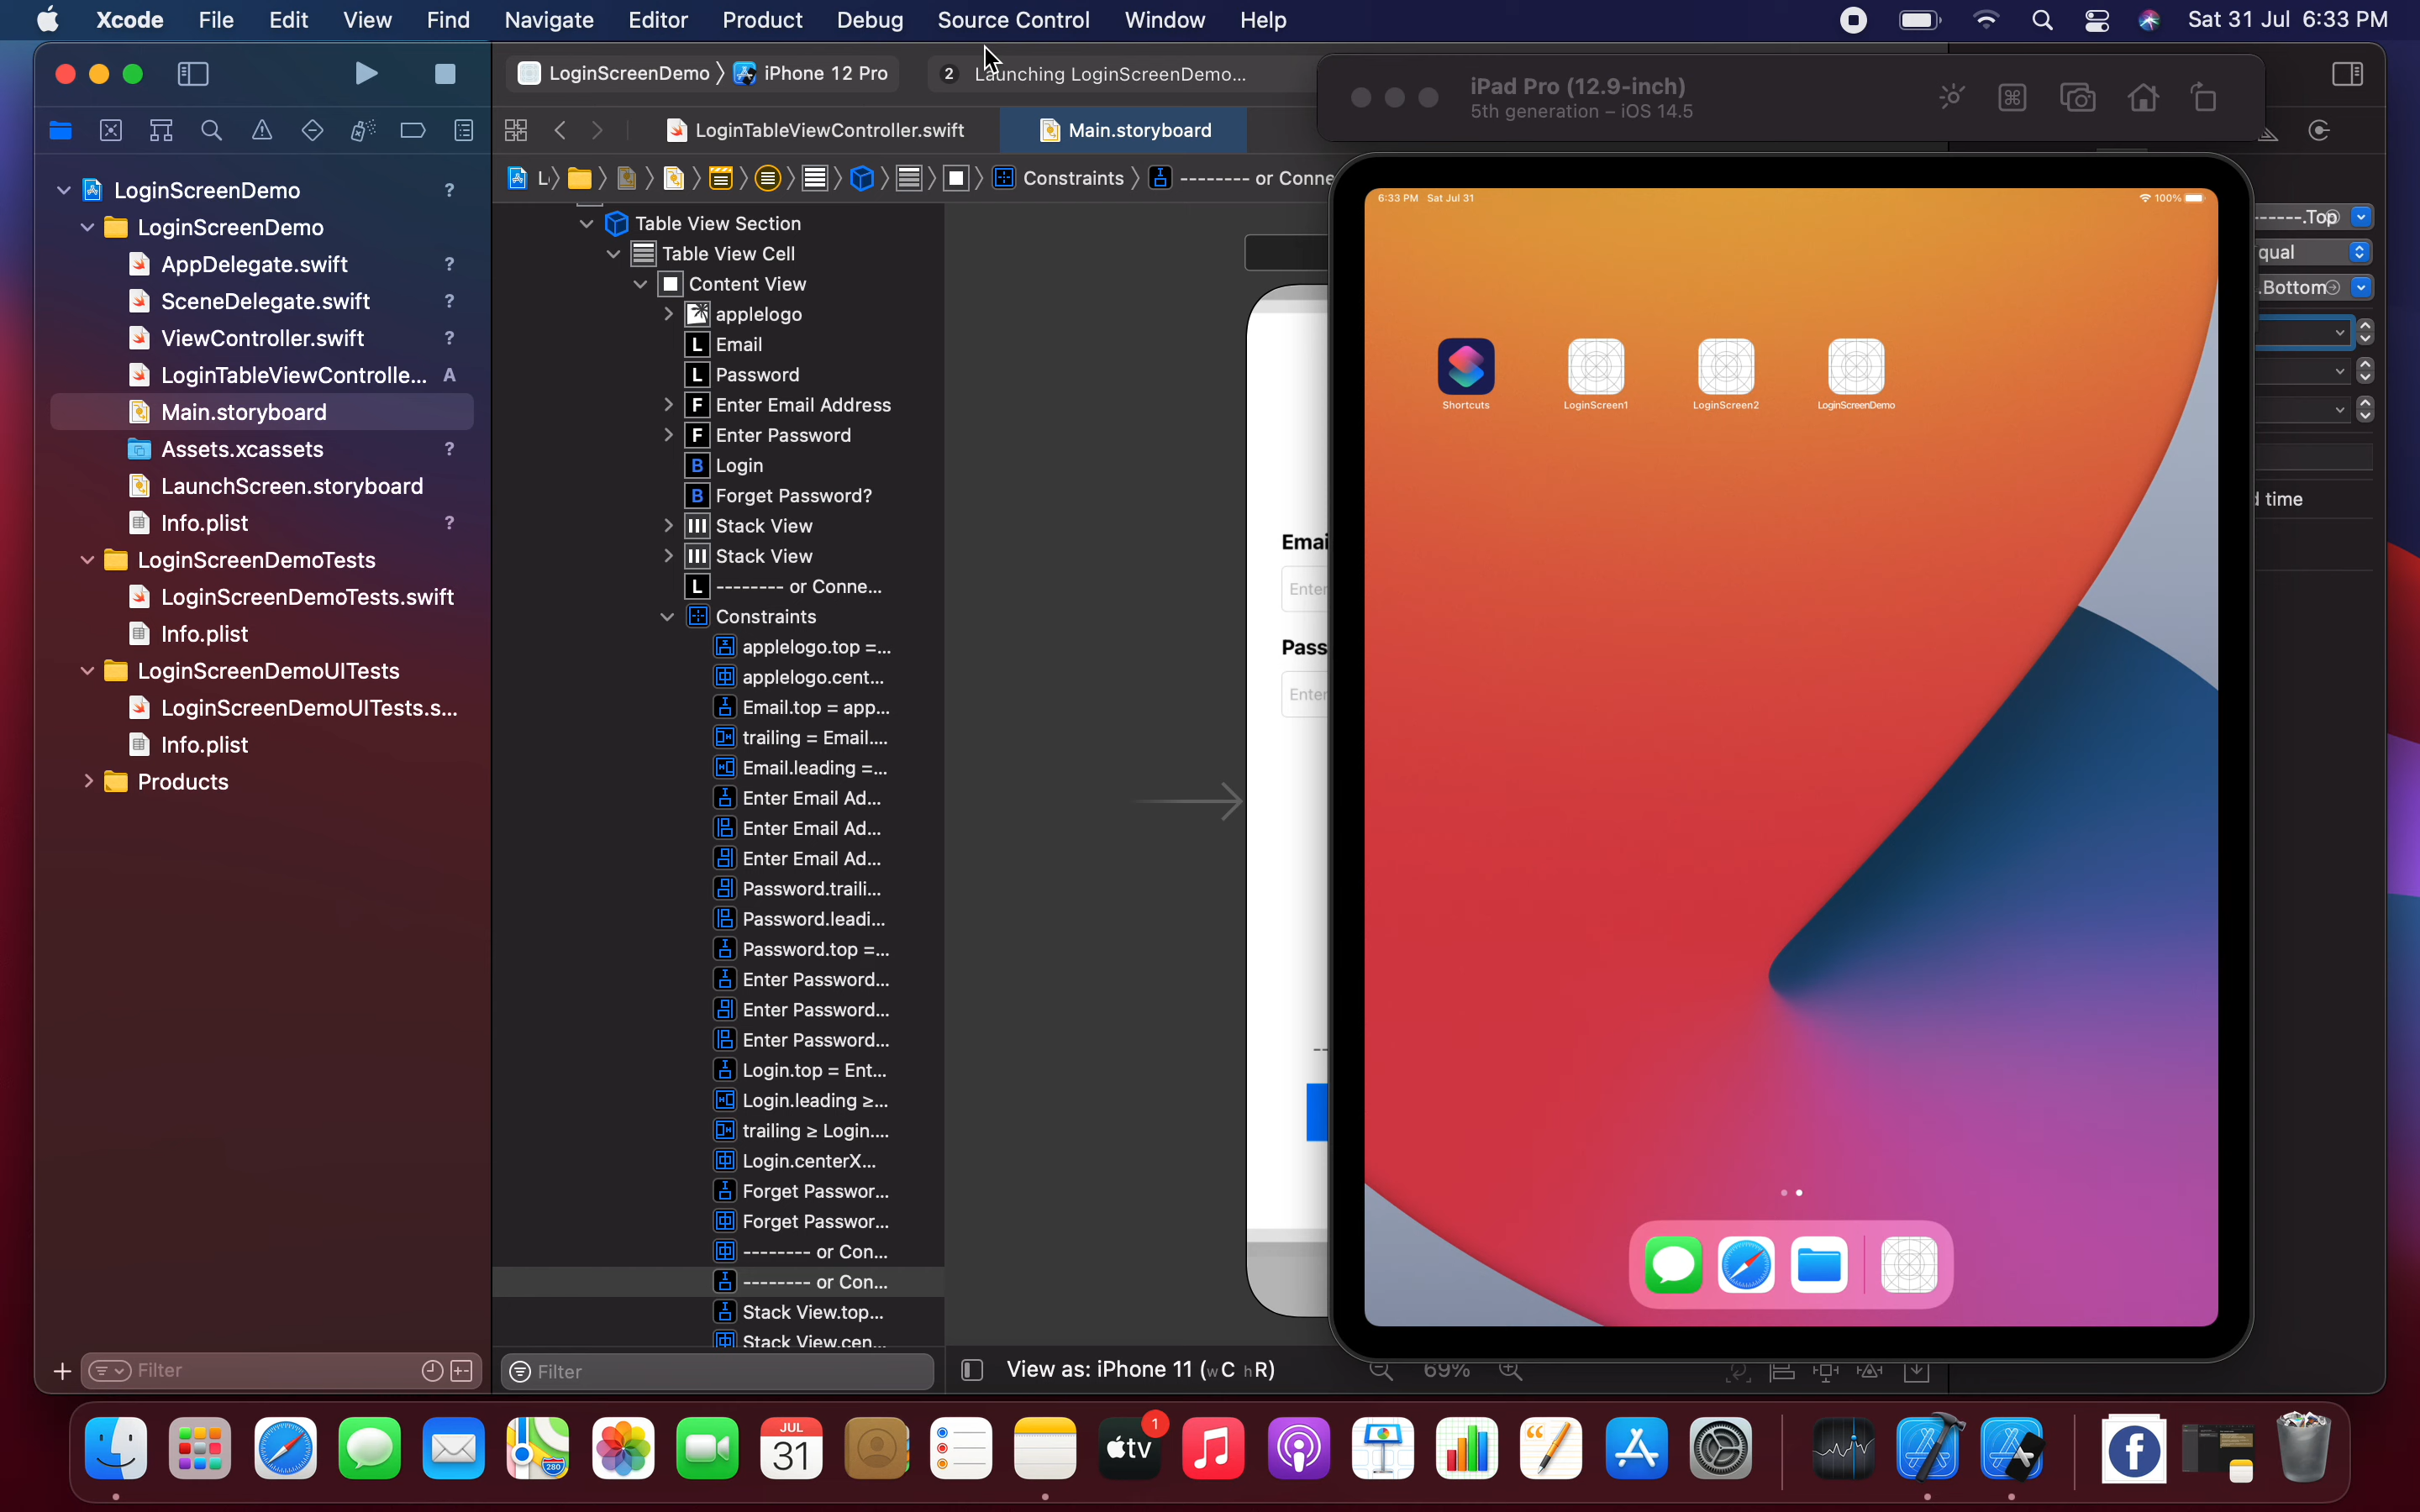 Xcode File Edit View Find Navigate Editor Product Debug Source Control Window Help Sat 31 Jul 6:33 PM
LoginScreenDemo iPhone 12 Pro
2 Launching LoginScreenDemo...
iPad Pro (12.9-inch)
5th generation – iOS 14.5
LoginTableViewController.swift
Main.storyboard
L
Constraints
-------- or Conne
LoginScreenDemo ?
LoginScreenDemo
AppDelegate.swift ?
SceneDelegate.swift ?
ViewController.swift ?
LoginTableViewControlle... A
Main.storyboard
Assets.xcassets ?
LaunchScreen.storyboard
Info.plist ?
LoginScreenDemoTests
LoginScreenDemoTests.swift
Info.plist
LoginScreenDemoUITests
LoginScreenDemoUITests.s...
Info.plist
Products
Filter
Table View Section
Table View Cell
Content View
applelogo
L Email
L Password
F Enter Email Address
F Enter Password
B Login
B Forget Password?
Stack View
Stack View
L -------- or Conne...
Constraints
applelogo.top =...
applelogo.cent...
Email.top = app...
trailing = Email....
Email.leading =...
Enter Email Ad...
Enter Email Ad...
Enter Email Ad...
Password.traili...
Password.leadi...
Password.top =...
Enter Password...
Enter Password...
Enter Password...
Login.top = Ent...
Login.leading ≥...
trailing ≥ Login....
Login.centerX...
Forget Passwor...
Forget Passwor...
-------- or Con...
-------- or Con...
Stack View.top...
Stack View.cen...
Filter
Emai
Enter
Pass
Enter
--
View as: iPhone 11 (wC hR)
69%
6:33 PM Sat Jul 31
100%
Shortcuts
LoginScreen1
LoginScreen2
LoginScreenDemo
------.Top
qual
.Bottom
d time
JUL
31
280
tv
1